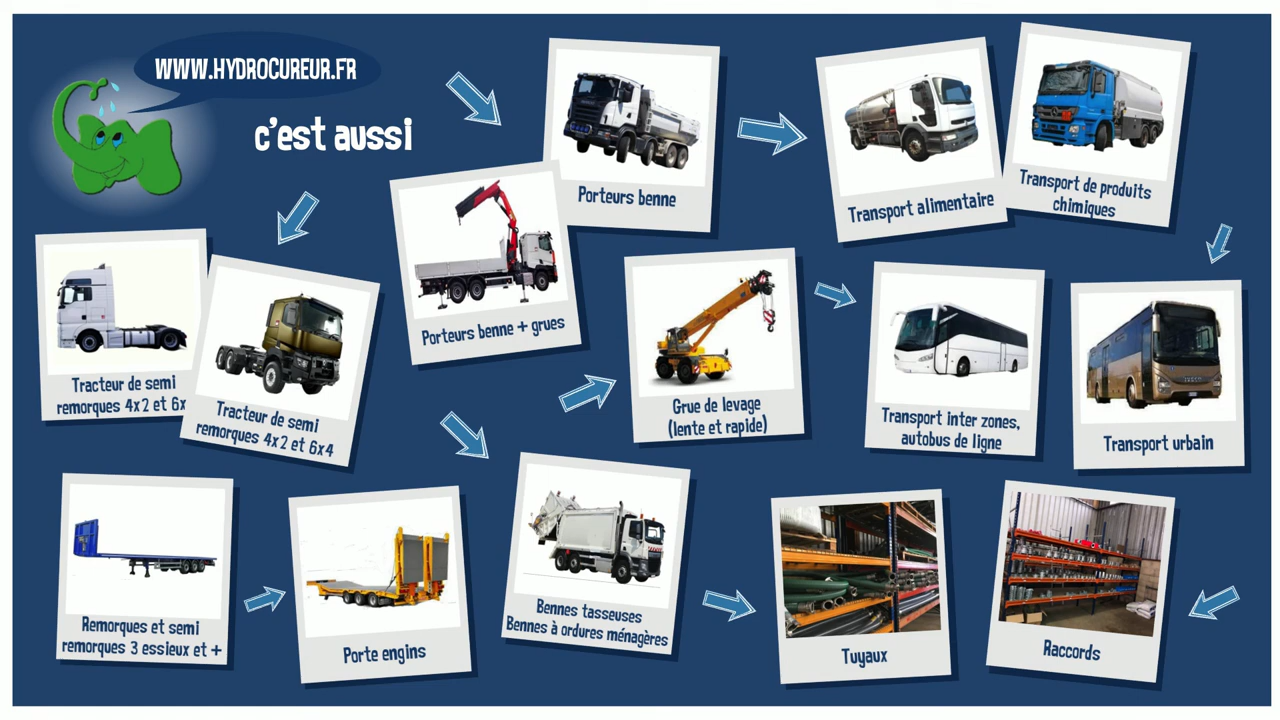 WWW.HYDROCUREUR.FR
c'est aussi
Porteurs benne
Transport alimentaire
Transport de produits
chimiques
Porteurs benne + grues
Tracteur de semi
remorques 4x2 et 6x
Tracteur de semi
remorques 4x2 et 6x4
Grue de levage
(lente et rapide)
Transport inter zones,
autobus de ligne
IVECO
Transport urbain
Remorques et semi
remorques 3 essieux et +
Porte engins
Bennes tasseuses
Bennes à ordures ménagères
Tuyaux
Raccords